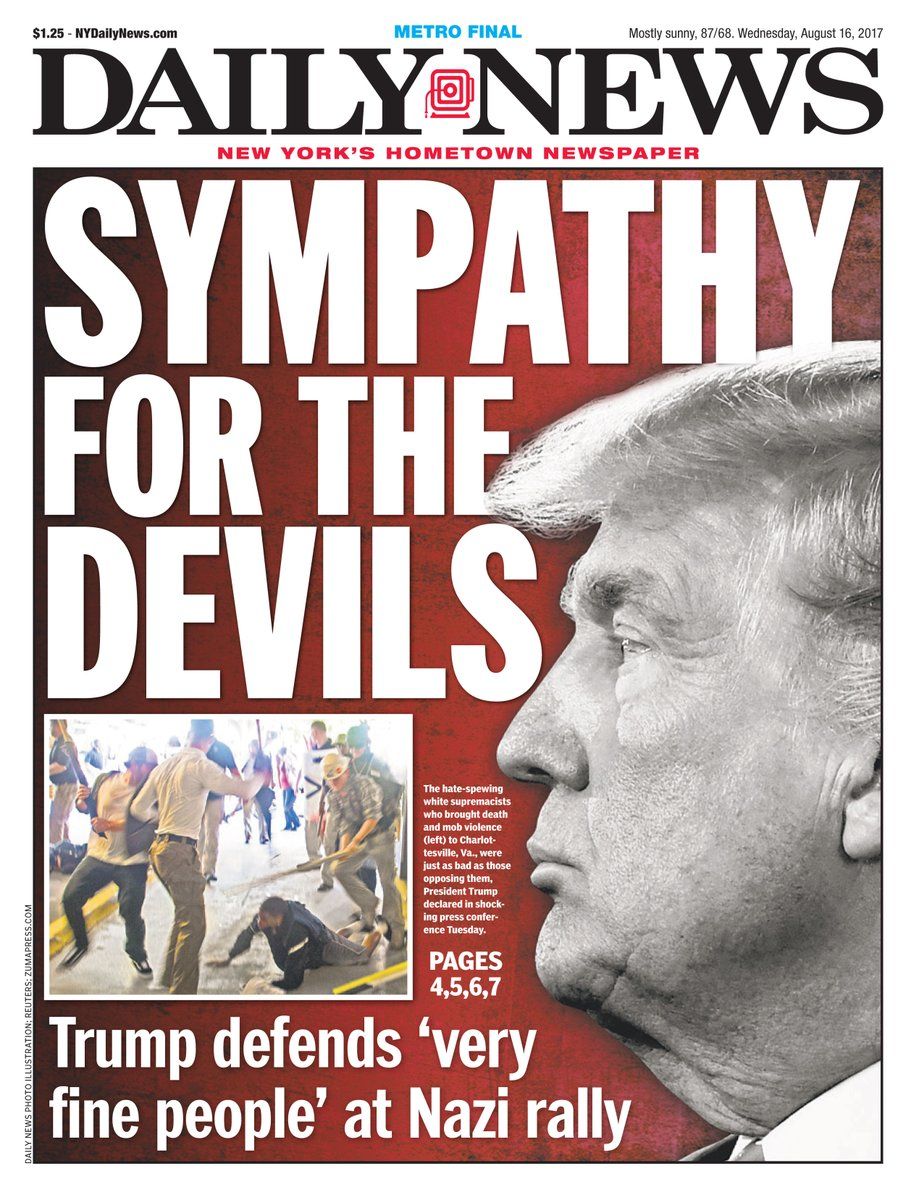 $1.25 - NYDailyNews.com
METRO FINAL
Mostly sunny, 87/68. Wednesday, August 16, 2017
DAILY NEWS
NEW YORK'S HOMETOWN NEWSPAPER
SYMPATHY
FOR THE
DEVILS
The hate-spewing
white supremacists
who brought death
and mob violence
(left) to Charlot-
tesville, Va., were
just as bad as those
opposing them,
President Trump
declared in shock-
ing press confer-
ence Tuesday.
PAGES
4,5,6,7
Trump defends ‘very
fine people’ at Nazi rally
DAILY NEWS PHOTO ILLUSTRATION; REUTERS; ZUMAPRESS.COM